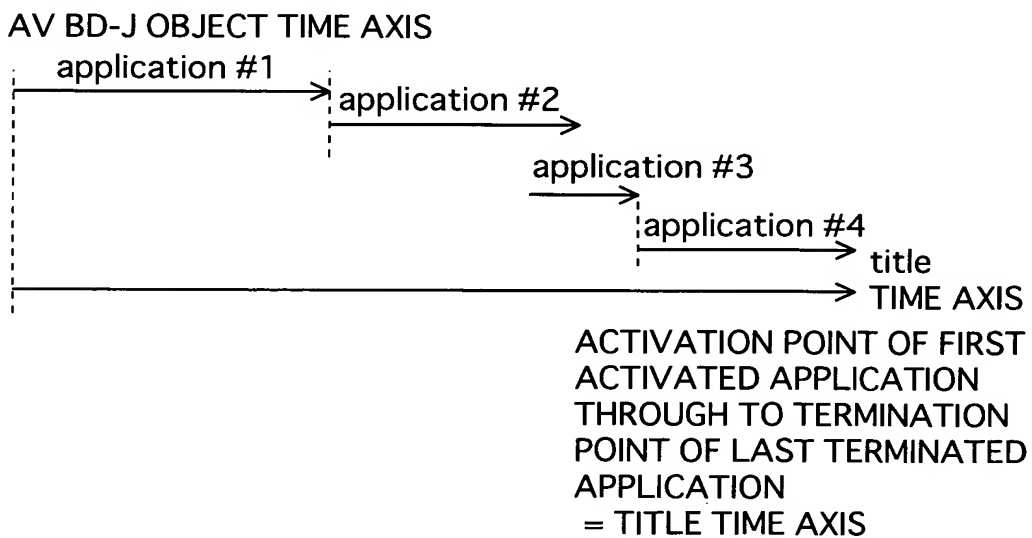 AV BD-J OBJECT TIME AXIS
application #1
application #2
application #3
application #4
title
TIME AXIS
ACTIVATION POINT OF FIRST
ACTIVATED APPLICATION
THROUGH TO TERMINATION
POINT OF LAST TERMINATED
APPLICATION
= TITLE TIME AXIS